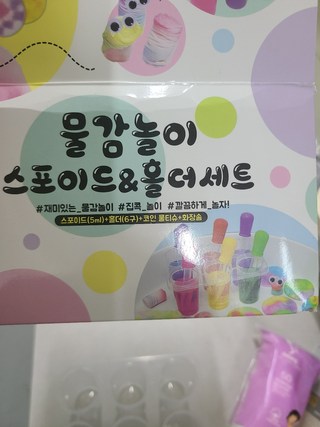 물감놀이
스포이드&홀더세트
#재미있는_물감놀이 #집콕_놀이 #깔끔하게_놀자!
스포이드(5ml)+홀더(6구)+코인 물티슈+화장솜